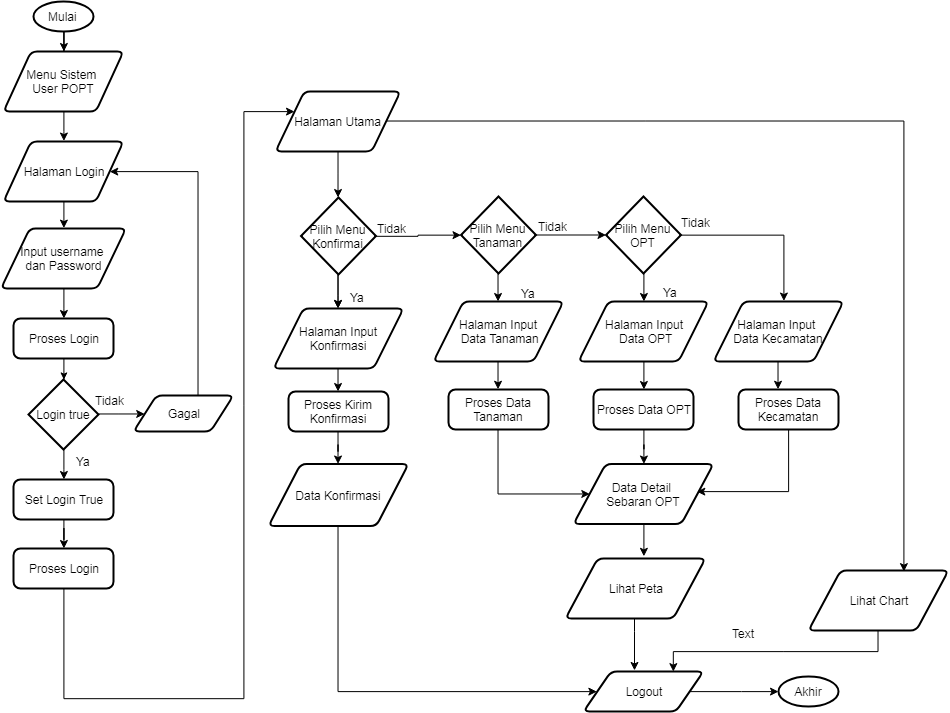 Mulai
Menu Sistem
User POPT
Halaman Login
Input username
dan Password
Proses Login
Login true
Tidak
Gagal
Ya
Set Login True
Proses Login
Halaman Utama
Pilih Menu
Konfirmai
Tidak
Pilih Menu
Tanaman
Tidak
Pilih Menu
OPT
Tidak
Ya
Ya
Ya
Halaman Input
Konfirmasi
Halaman Input
Data Tanaman
Halaman Input
Data OPT
Halaman Input
Data Kecamatan
Proses Kirim
Konfirmasi
Proses Data
Tanaman
Proses Data OPT
Proses Data
Kecamatan
Data Konfirmasi
Data Detail
Sebaran OPT
Lihat Peta
Lihat Chart
Text
Logout
Akhir